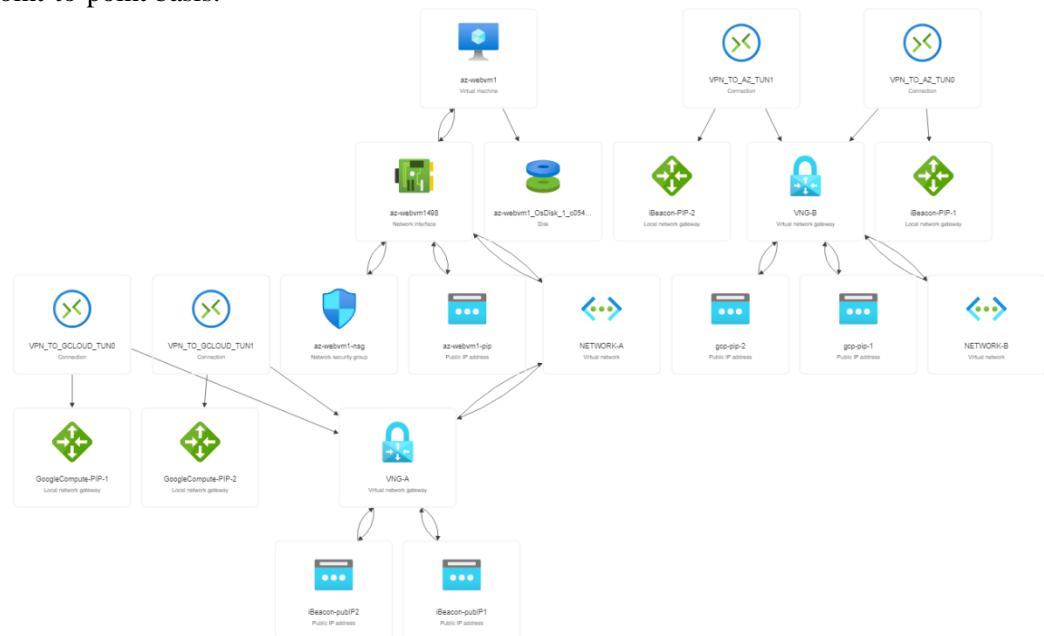 oint-to-point basis.
az-webvm1
Virtual machine
VPN_TO_AZ_TUN1
Connection
VPN_TO_AZ_TUN0
Connection
az-webvm1498
Network interface
az-webvm1_OsDisk_1_c054...
Disk
iBeacon-PIP-2
Local network gateway
VNG-B
Virtual network gateway
iBeacon-PIP-1
Local network gateway
VPN_TO_GCLOUD_TUN0
Connection
VPN_TO_GCLOUD_TUN1
Connection
az-webvm1-nsg
Network security group
az-webvm1-pip
Public IP address
NETWORK-A
Virtual network
gcp-pip-2
Public IP address
gcp-pip-1
Public IP address
NETWORK-B
Virtual network
GoogleCompute-PIP-1
Local network gateway
GoogleCompute-PIP-2
Local network gateway
VNG-A
Virtual network gateway
iBeacon-pubIP2
Public IP address
iBeacon-pubIP1
Public IP address